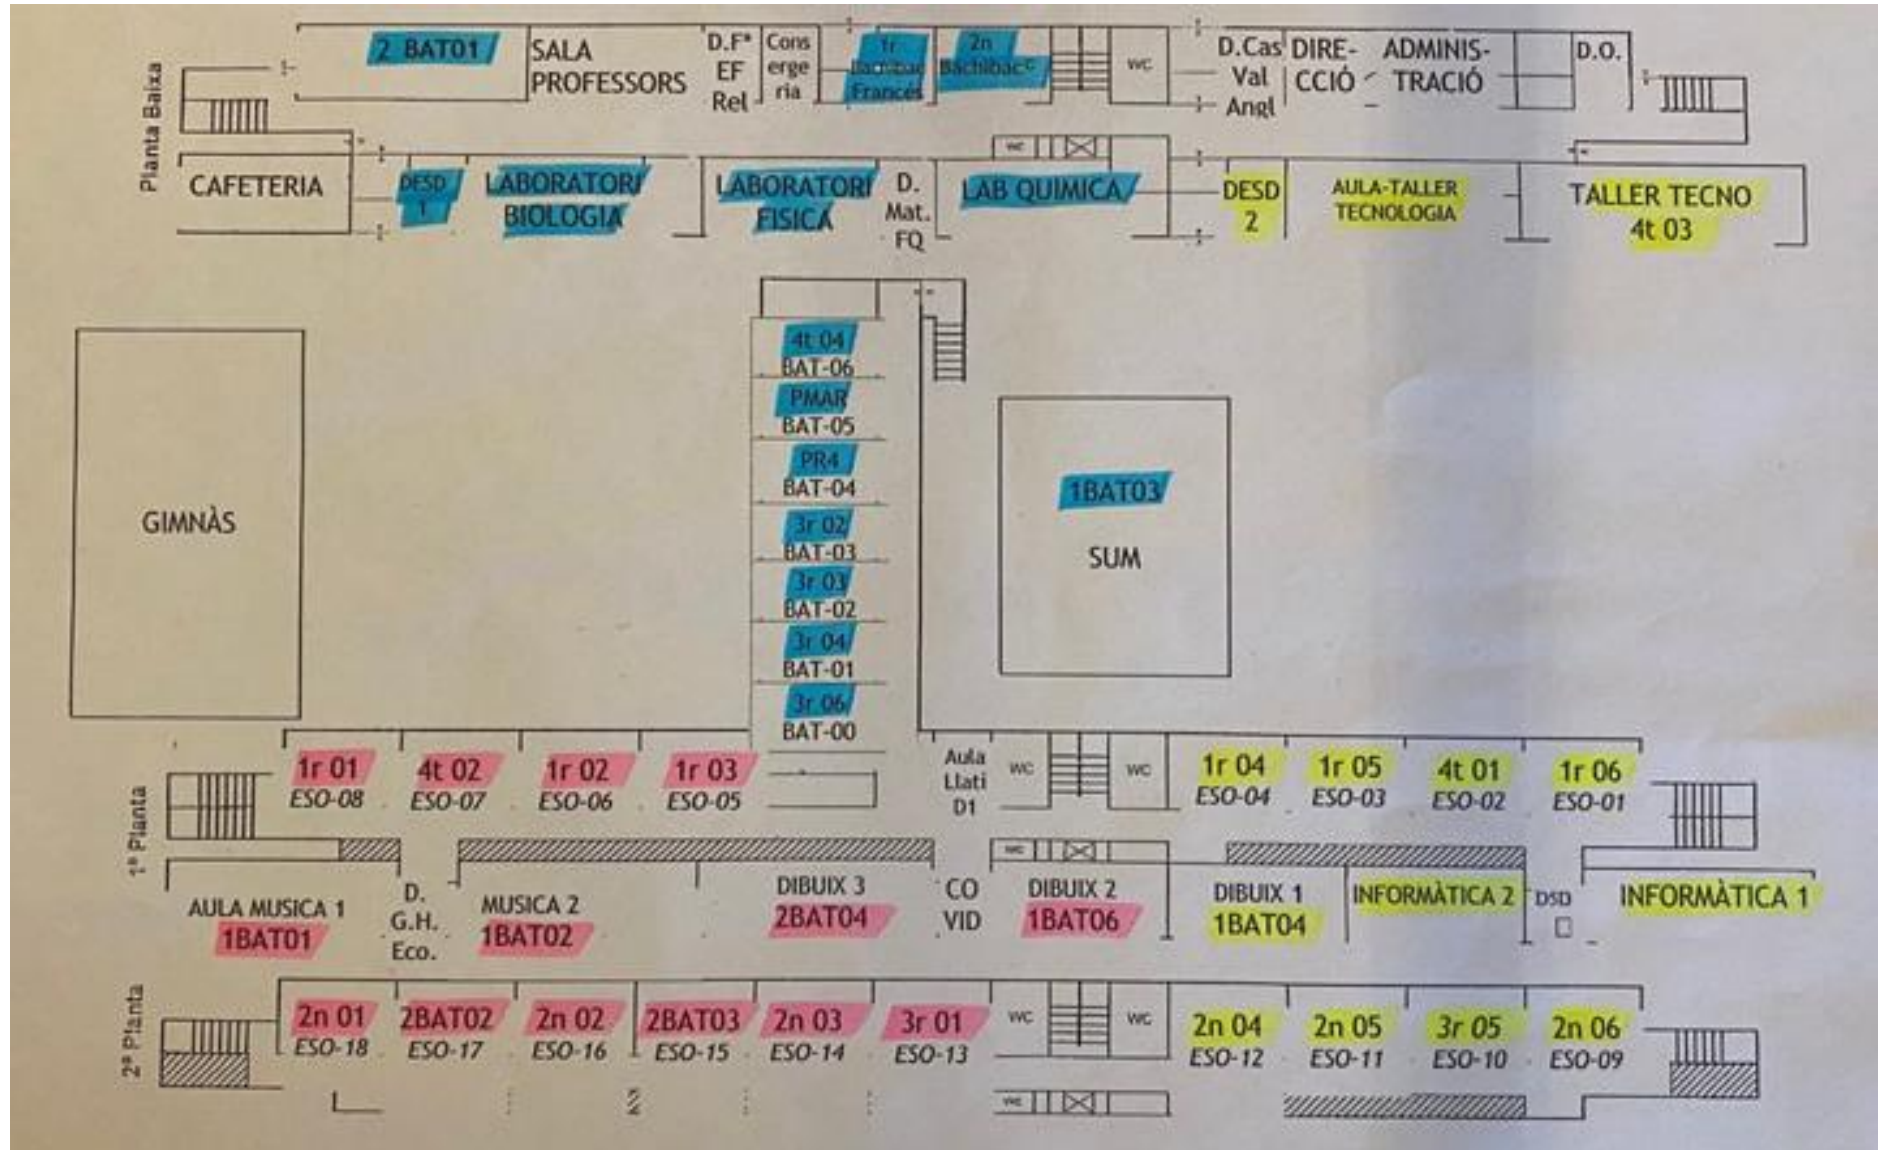 Planta Baixa
2 BAT01
SALA
PROFESSORS
D.Fª
EF
Rel
Cons
erge
ria
1r
Bachibac
Francés
2n
Bachibac
WC
D.Cas
Val
Angl
DIRE-
CCIÓ
ADMINIS-
TRACIÓ
D.O.
CAFETERIA
DESD
1
LABORATORI
BIOLOGIA
LABORATORI
FISICA
D.
Mat.
FQ
WC
LAB QUIMICA
DESD
2
AULA-TALLER
TECNOLOGIA
TALLER TECNO
4t 03
GIMNÀS
4t 04
BAT-06
PMAR
BAT-05
PR4
BAT-04
3r 02
BAT-03
3r 03
BAT-02
3r 04
BAT-01
3r 06
BAT-00
1BAT03
SUM
1ª Planta
1r 01
ESO-08
4t 02
ESO-07
1r 02
ESO-06
1r 03
ESO-05
Aula
Llati
D1
WC
WC
1r 04
ESO-04
1r 05
ESO-03
4t 01
ESO-02
1r 06
ESO-01
AULA MUSICA 1
1BAT01
D.
G.H.
Eco.
MUSICA 2
1BAT02
DIBUIX 3
2BAT04
CO
VID
WC
DIBUIX 2
1BAT06
DIBUIX 1
1BAT04
INFORMÀTICA 2
DSD
INFORMÀTICA 1
2ª Planta
2n 01
ESO-18
2BAT02
ESO-17
2n 02
ESO-16
2BAT03
ESO-15
2n 03
ESO-14
3r 01
ESO-13
WC
WC
2n 04
ESO-12
2n 05
ESO-11
3r 05
ESO-10
2n 06
ESO-09
WC